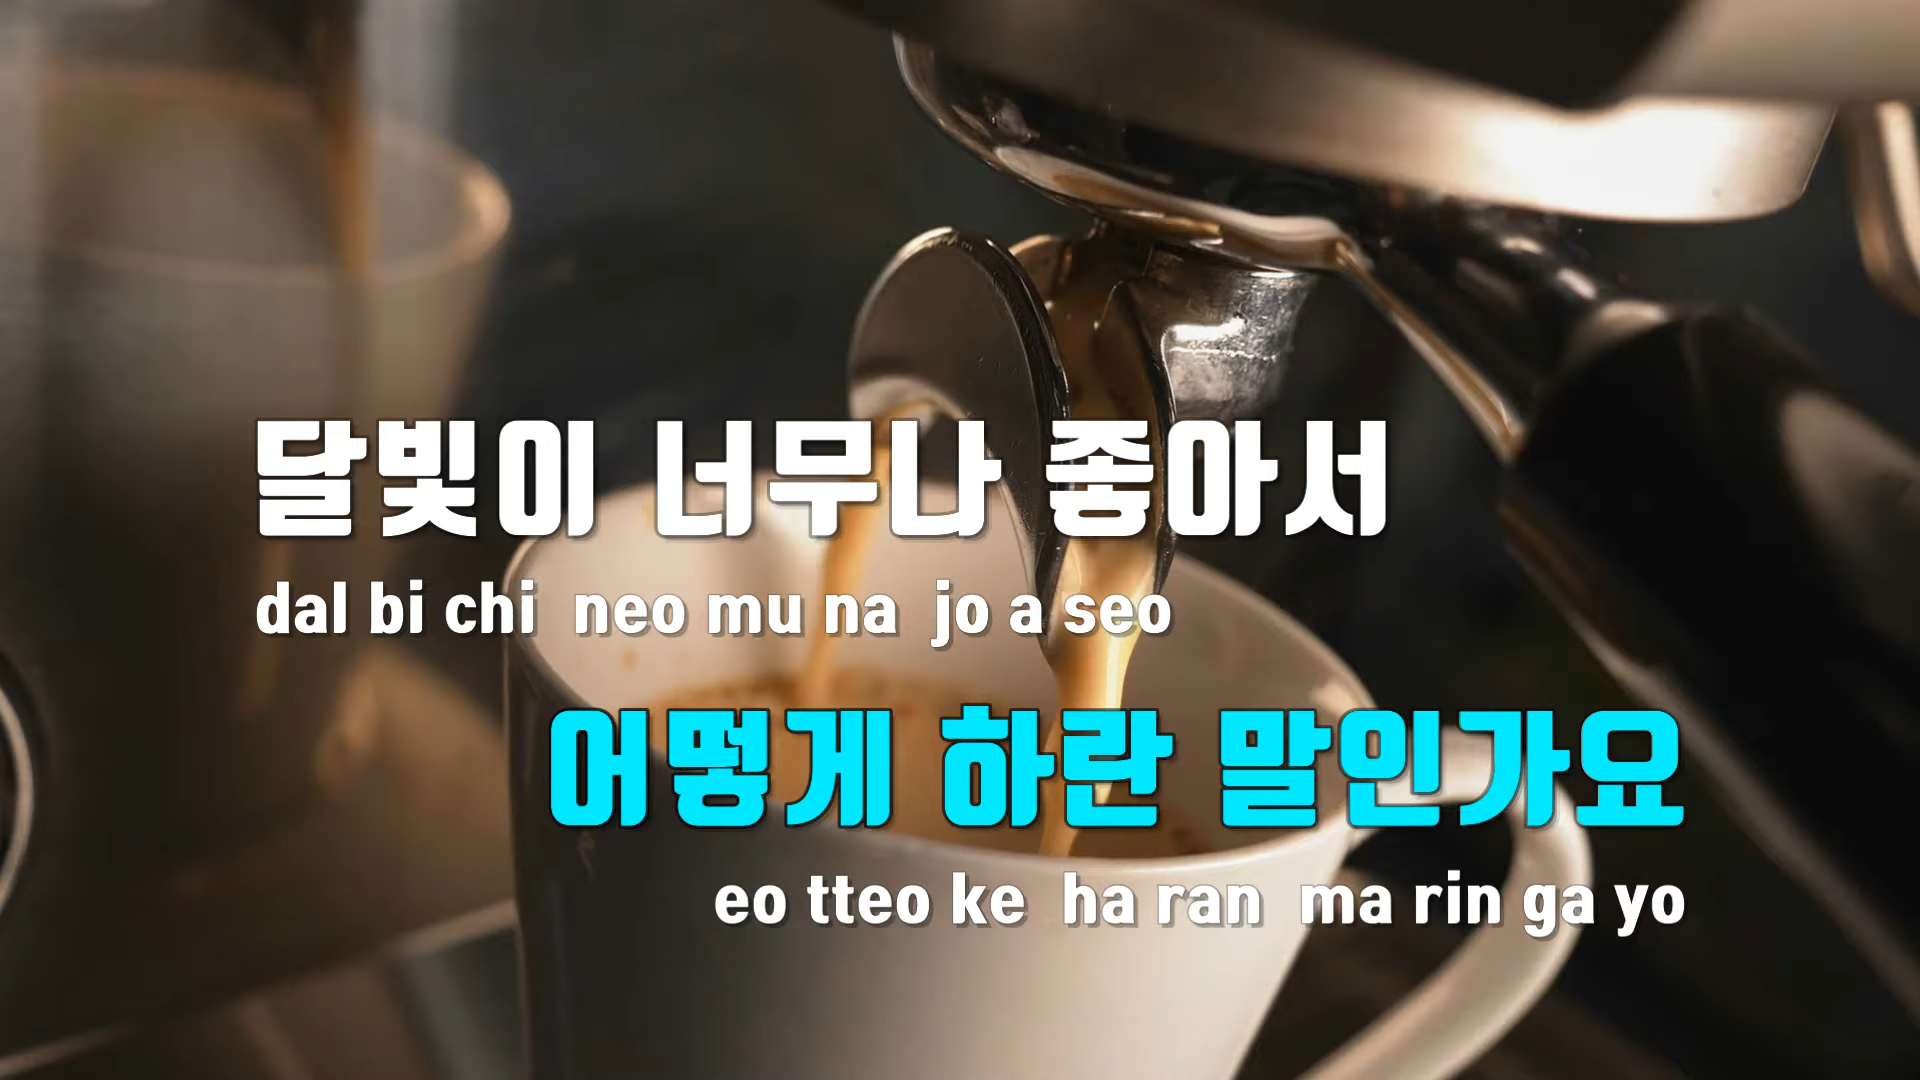 달빛이 너무나 좋아서
dal bi chi neo mu na jo a seo
어떻게 하란 말인가요
eo tteo ke ha ran ma rin ga yo